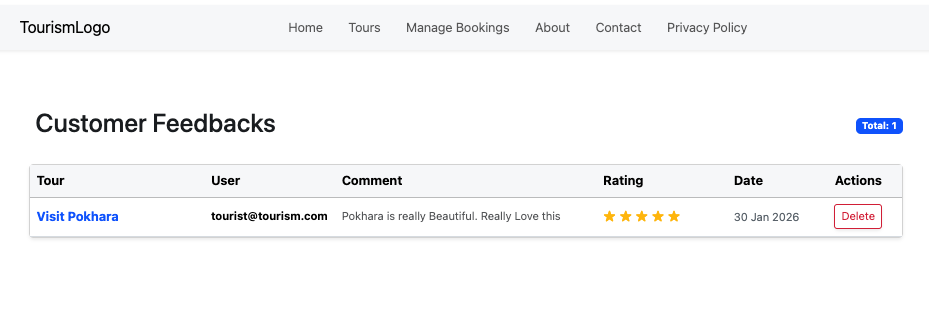 TourismLogo Home Tours Manage Bookings About Contact Privacy Policy
Customer Feedbacks Total: 1
Tour User Comment Rating Date Actions
Visit Pokhara tourist@tourism.com Pokhara is really Beautiful. Really Love this 30 Jan 2026 Delete